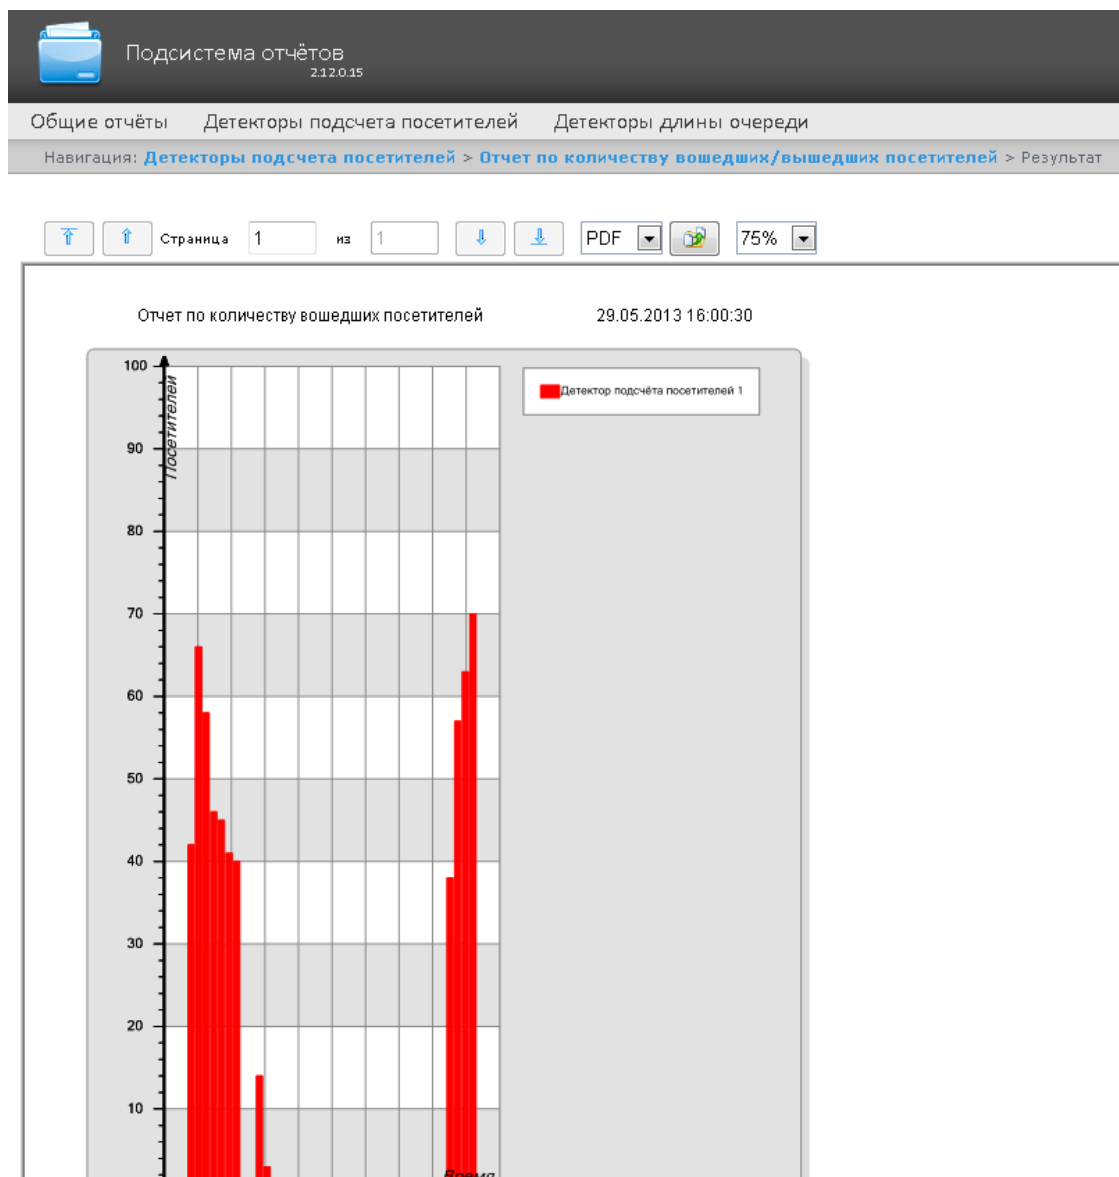 Подсистема отчётов
2.12.0.15
Общие отчёты Детекторы подсчета посетителей Детекторы длины очереди
Навигация: Детекторы подсчета посетителей > Отчет по количеству вошедших/вышедших посетителей > Результат
Страница 1 из 1 PDF 75%
Отчет по количеству вошедших посетителей 29.05.2013 16:00:30
Посетителей
Детектор подсчёта посетителей 1
100
90
80
70
60
50
40
30
20
10
Время